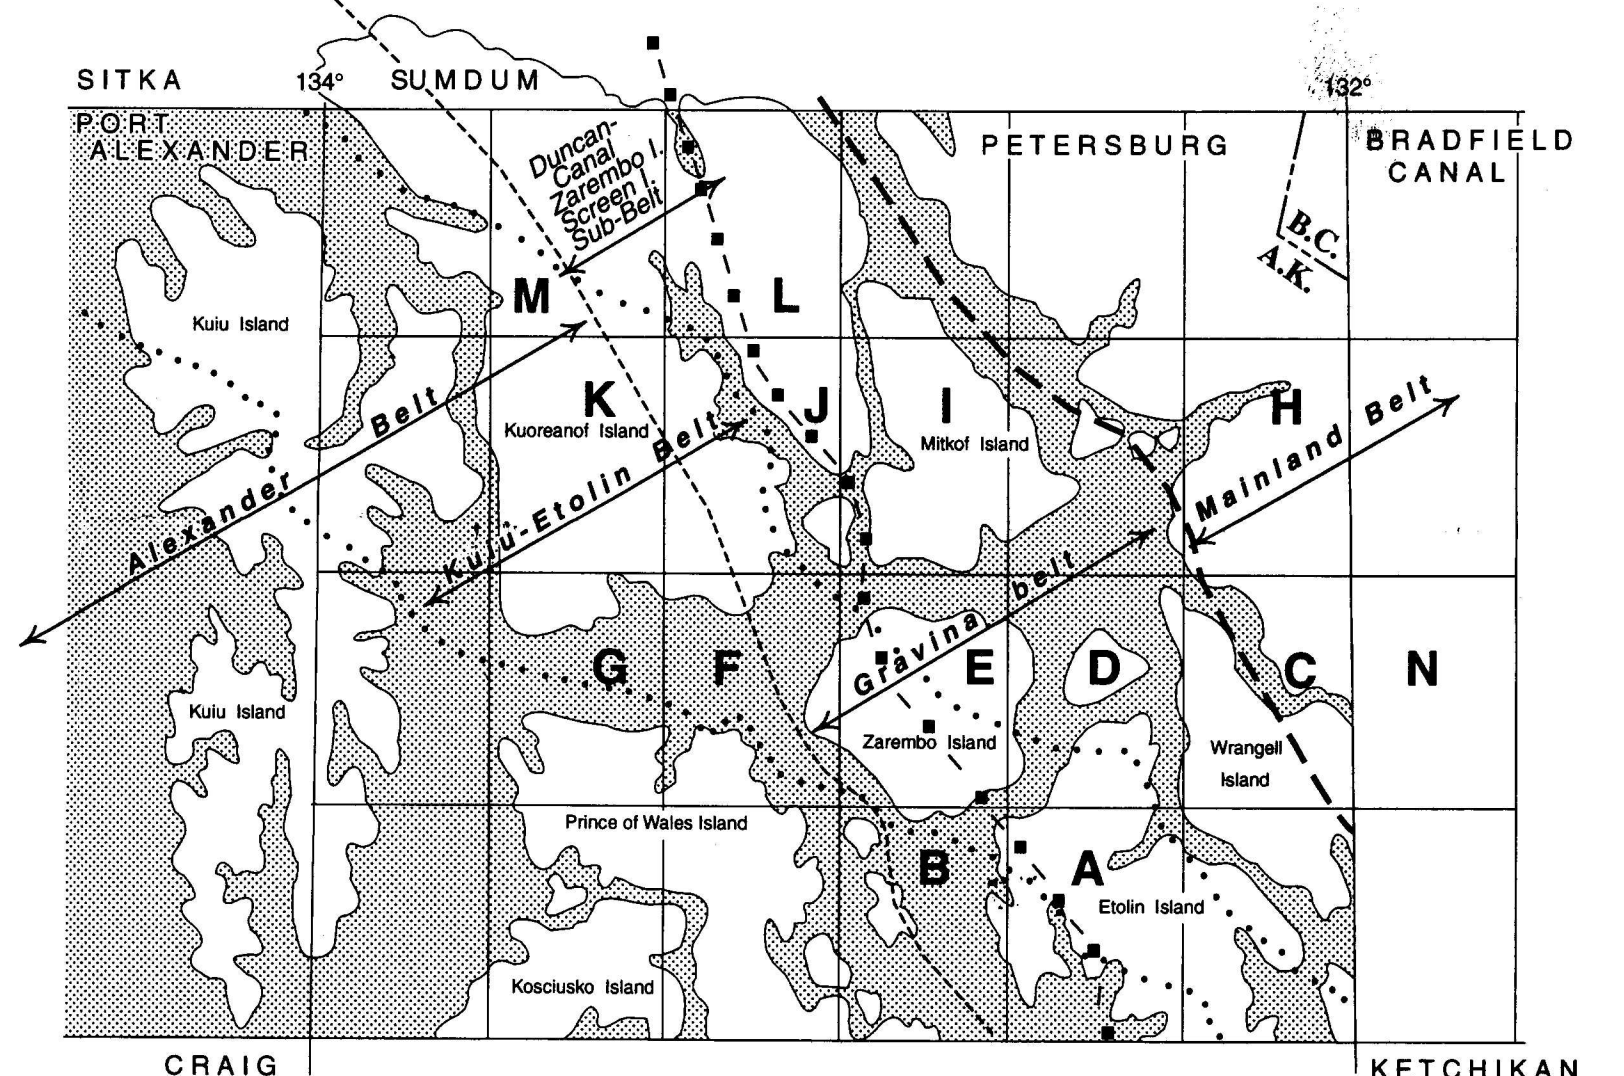 SITKA
134°
SUMDUM
132°
PORT
ALEXANDER
PETERSBURG
BRADFIELD
CANAL
Duncan-
Canal
Zarembo I.
Screen I.
Sub-Belt
B.C.
A.K.
M
L
Kuiu Island
K
J
I
H
Kuoreanof Island
Mitkof Island
Alexander Belt
Kuiu-Etolin Belt
Mainland Belt
Gravina belt
G
F
E
D
C
N
Kuiu Island
Zarembo Island
Wrangell
Island
Prince of Wales Island
B
A
Etolin Island
Kosciusko Island
CRAIG
KETCHIKAN